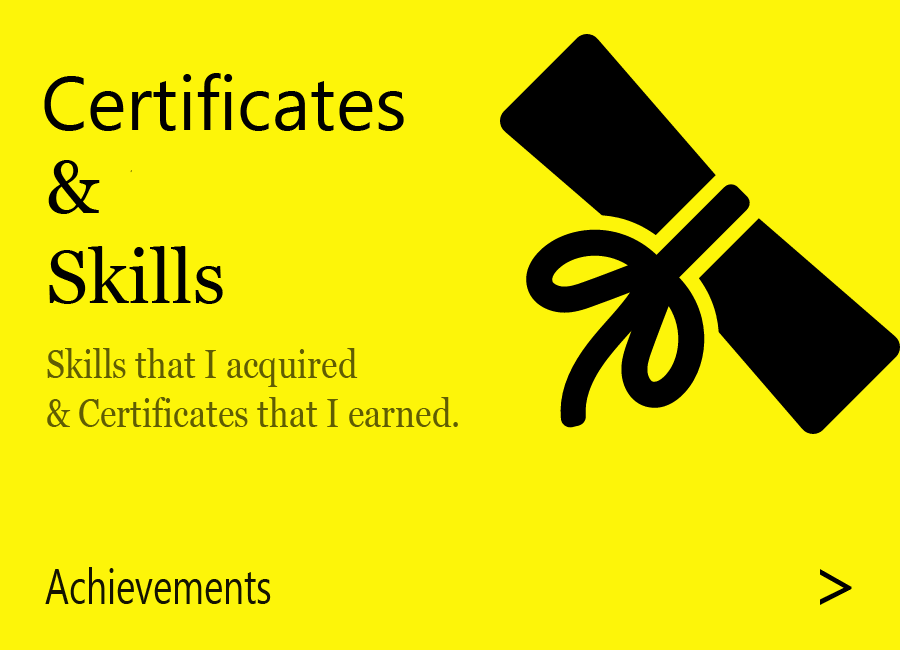 Certificates
&
Skills
Skills that I acquired
& Certificates that I earned.
Achievements
>